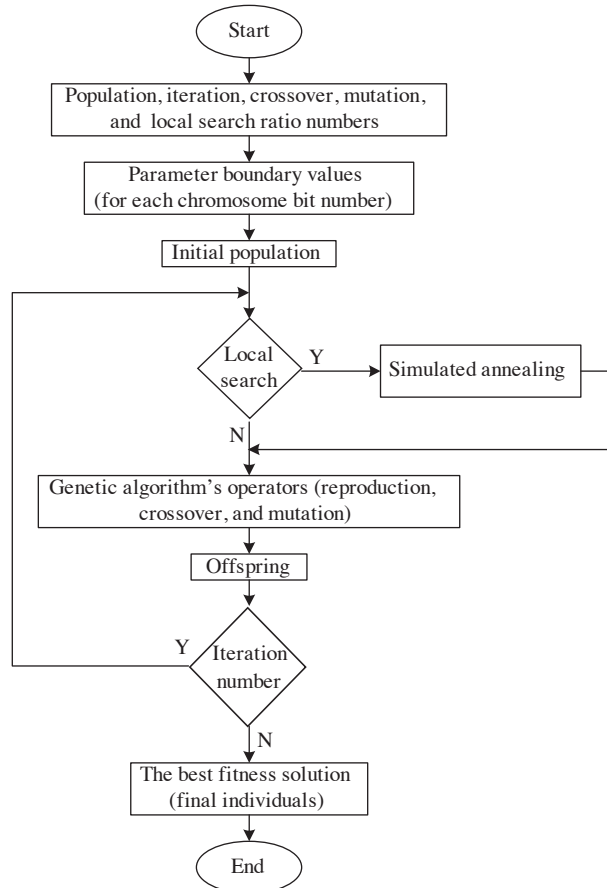 Start
Population, iteration, crossover, mutation,
and local search ratio numbers
Parameter boundary values
(for each chromosome bit number)
Initial population
Local
search
Y
Simulated annealing
N
Genetic algorithm's operators (reproduction,
crossover, and mutation)
Offspring
Y
Iteration
number
N
The best fitness solution
(final individuals)
End